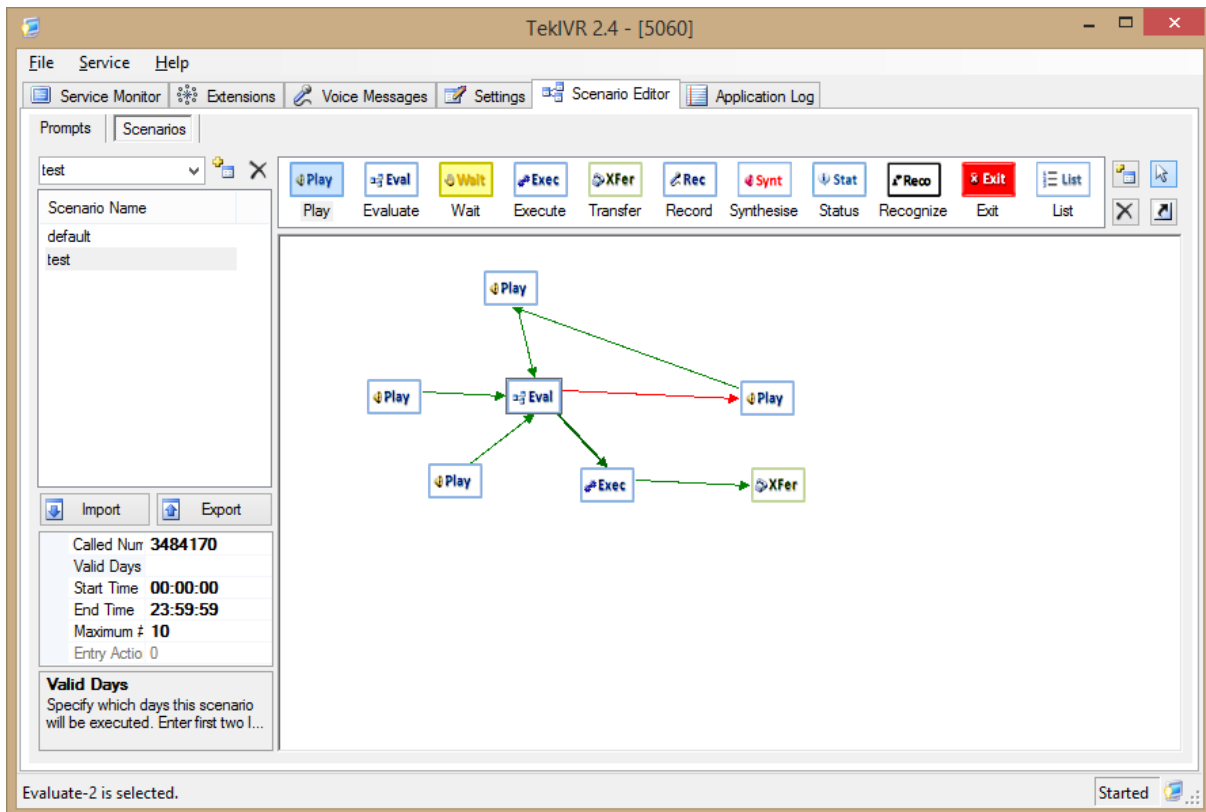 TekIVR 2.4 - [5060]
File Service Help
Service Monitor Extensions Voice Messages Settings Scenario Editor Application Log
Prompts Scenarios
test
Scenario Name
default
test
Play Eval Wait Exec XFer Rec Synt Stat Reco Exit List
Play Evaluate Wait Execute Transfer Record Synthesise Status Recognize Exit List
Play
Play Eval Play
Play Exec XFer
Import Export
Called Num 3484170
Valid Days
Start Time 00:00:00
End Time 23:59:59
Maximum # 10
Entry Actio 0
Valid Days
Specify which days this scenario
will be executed. Enter first two l...
Evaluate-2 is selected. Started